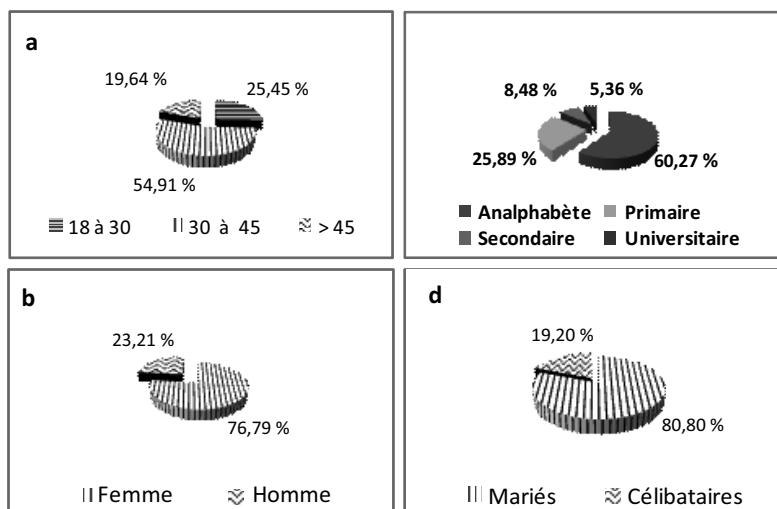 a
19,64 %
25,45 %
54,91 %
18 à 30
30 à 45
> 45
8,48 %
5,36 %
25,89 %
60,27 %
Analphabète
Primaire
Secondaire
Universitaire
b
23,21 %
76,79 %
Femme
Homme
d
19,20 %
80,80 %
Mariés
Célibataires